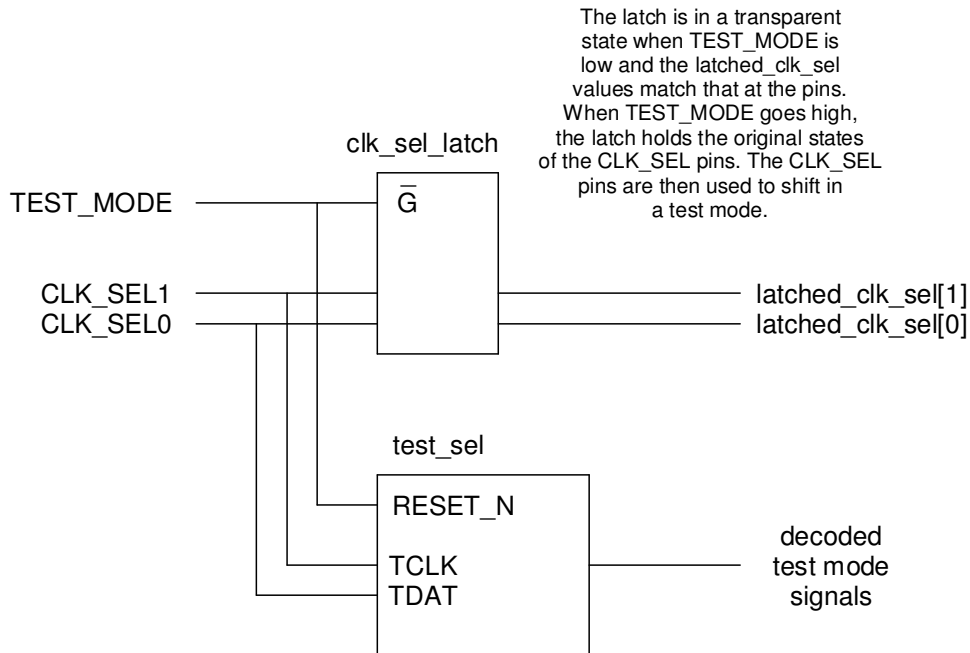 The latch is in a transparent
state when TEST_MODE is
low and the latched_clk_sel
values match that at the pins.
When TEST_MODE goes high,
the latch holds the original states
of the CLK_SEL pins. The CLK_SEL
pins are then used to shift in
a test mode.
clk_sel_latch
TEST_MODE
G̅
CLK_SEL1
latched_clk_sel[1]
CLK_SEL0
latched_clk_sel[0]
test_sel
RESET_N
TCLK
TDAT
decoded
test mode
signals